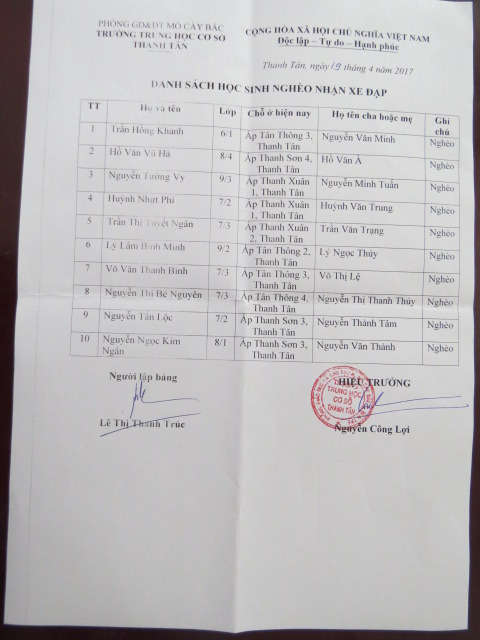 PHÒNG GD&ĐT MỎ CÀY BẮC
TRƯỜNG TRUNG HỌC CƠ SỞ
THANH TÂN
CỘNG HÒA XÃ HỘI CHỦ NGHĨA VIỆT NAM
Độc lập – Tự do – Hạnh phúc
Thanh Tân, ngày 19 tháng 4 năm 2017
DANH SÁCH HỌC SINH NGHÈO NHẬN XE ĐẠP
TT Họ và tên Lớp Chỗ ở hiện nay Họ tên cha hoặc mẹ Ghi chú
1 Trần Hồng Khanh 6/1 Ấp Tân Thông 3, Thanh Tân Nguyễn Văn Minh Nghèo
2 Hồ Văn Vũ Hà 8/4 Ấp Thanh Sơn 4, Thanh Tân Hồ Văn À Nghèo
3 Nguyễn Tường Vy 9/3 Ấp Thanh Xuân 1, Thanh Tân Nguyễn Minh Tuấn Nghèo
4 Huỳnh Nhựt Phi 7/2 Ấp Thanh Xuân 1, Thanh Tân Huỳnh Văn Trung Nghèo
5 Trần Thị Tuyết Ngân 7/3 Ấp Thanh Xuân 2, Thanh Tân Trần Văn Trạng Nghèo
6 Lý Lâm Bình Minh 9/2 Ấp Tân Thông 2, Thanh Tân Lý Ngọc Thủy Nghèo
7 Võ Văn Thanh Bình 7/3 Ấp Tân Thông 3, Thanh Tân Võ Thị Lệ Nghèo
8 Nguyễn Thị Bé Nguyên 7/3 Ấp Tân Thông 4, Thanh Tân Nguyễn Thị Thanh Thúy Nghèo
9 Nguyễn Tấn Lộc 7/2 Ấp Thanh Sơn 3, Thanh Tân Nguyễn Thành Tâm Nghèo
10 Nguyễn Ngọc Kim Ngân 8/1 Ấp Thanh Sơn 3, Thanh Tân Nguyễn Văn Thành Nghèo
Người lập bảng
HIỆU TRƯỞNG
TRUNG HỌC
CƠ SỞ
THANH TÂN
Lê Thị Thanh Trúc
Nguyễn Công Lợi